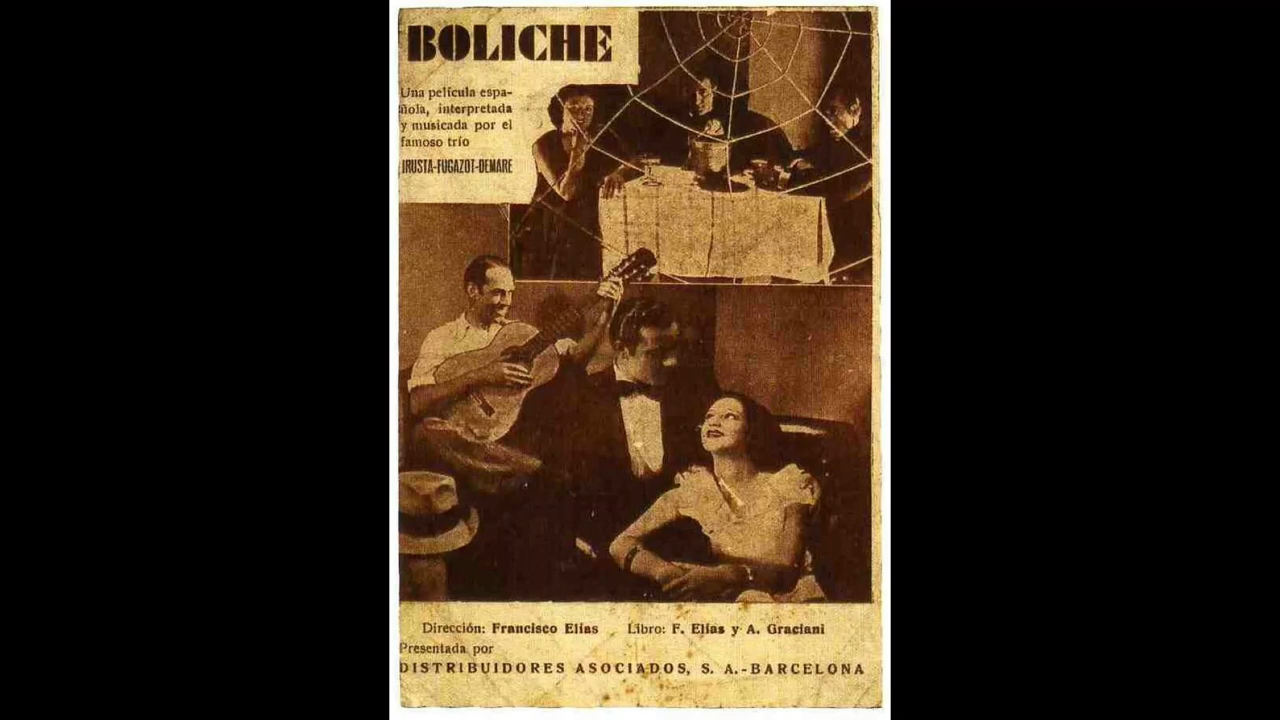 BOLICHE
Una película espa-
ñola, interpretada
y musicada por el
famoso trío
IRUSTA-FUGAZOT-DEMARE
Dirección: Francisco Elías Libro: F. Elías y A. Graciani
Presentada por
DISTRIBUIDORES ASOCIADOS, S. A.-BARCELONA